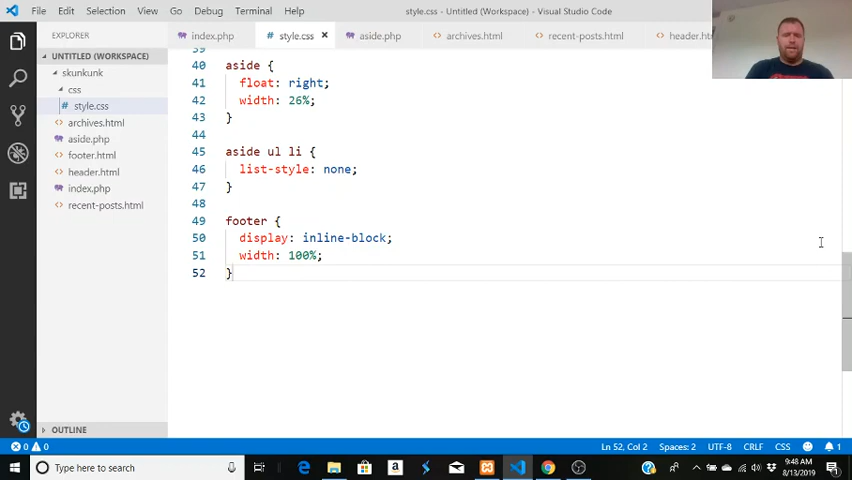 File Edit Selection View Go Debug Terminal Help
style.css - Untitled (Workspace) - Visual Studio Code
EXPLORER
index.php
# style.css ×
aside.php
<> archives.html
<> recent-posts.html
<> header.htm
UNTITLED (WORKSPACE)
skunkunk
css
# style.css
<> archives.html
aside.php
<> footer.html
<> header.html
index.php
<> recent-posts.html
OUTLINE
39
40 aside {
41 float: right;
42 width: 26%;
43 }
44
45 aside ul li {
46 list-style: none;
47 }
48
49 footer {
50 display: inline-block;
51 width: 100%;
52 }
0 0
Ln 52, Col 2 Spaces: 2 UTF-8 CRLF CSS 1
Type here to search
9:48 AM
8/13/2019